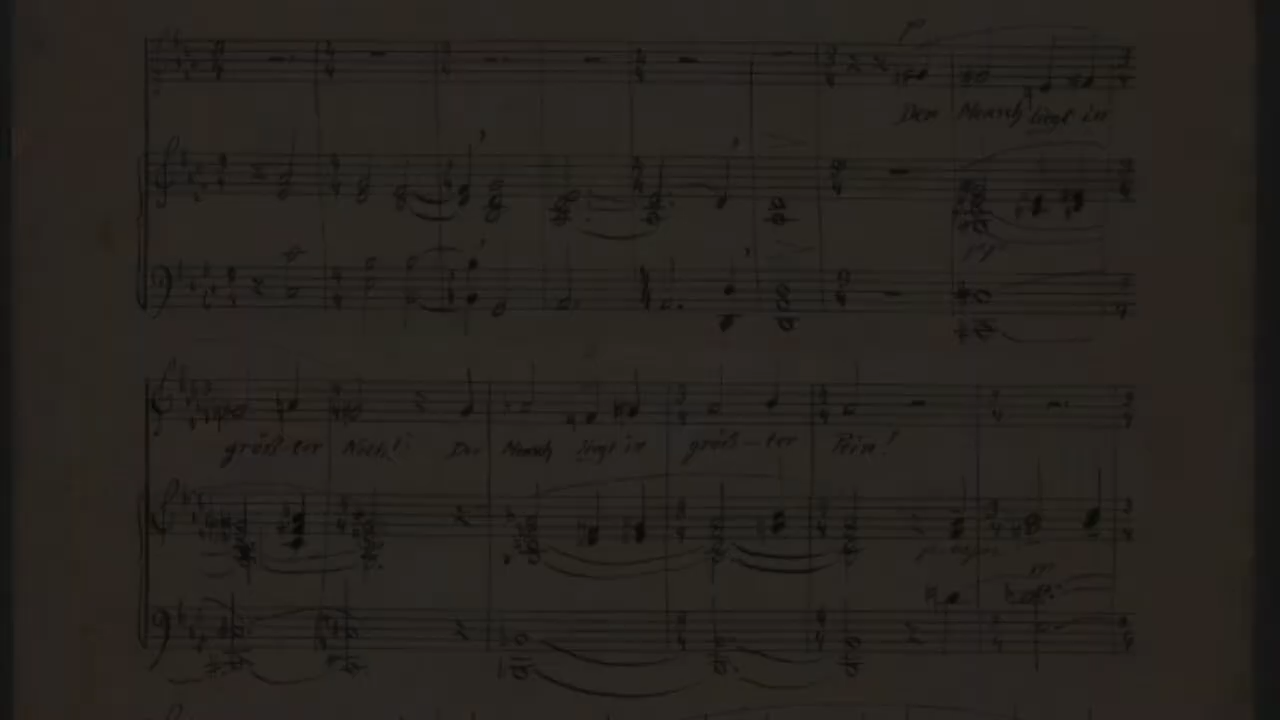 Der Mensch liegt in
größ-ter Noth! Der Mensch liegt in größ-ter Pein!